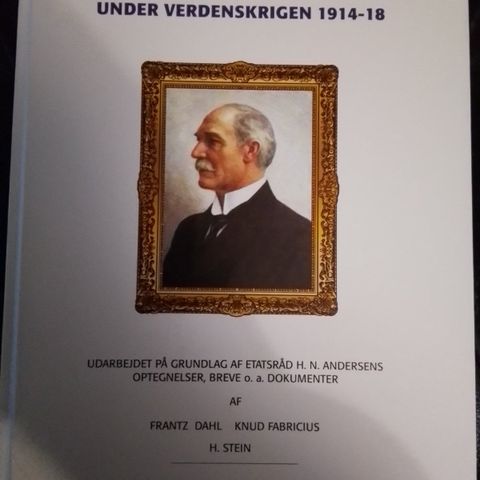 UNDER VERDENSKRIGEN 1914-18
UDARBEJDET PÅ GRUNDLAG AF ETATSRÅD H. N. ANDERSENS
OPTEGNELSER, BREVE o. a. DOKUMENTER
AF
FRANTZ DAHL KNUD FABRICIUS
H. STEIN